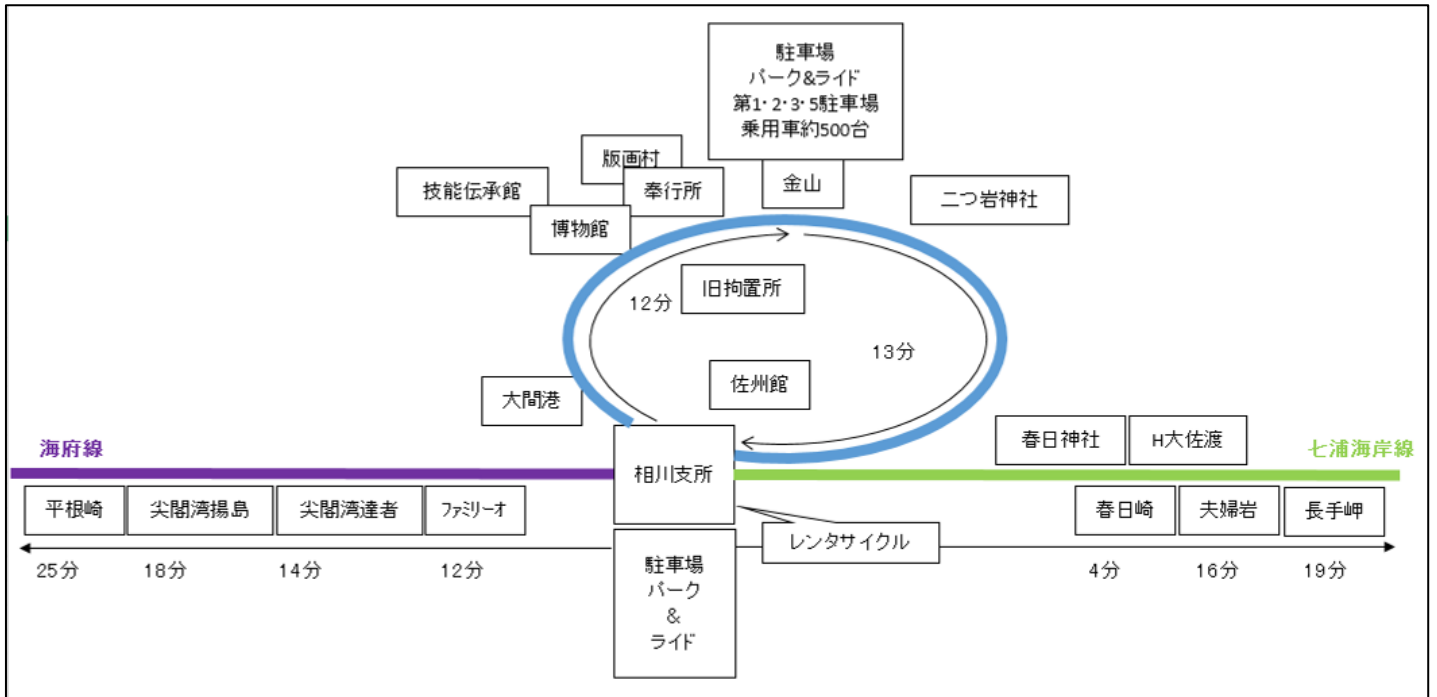 駐車場
パーク&ライド
第1･2･3･5駐車場
乗用車約500台
版画村
技能伝承館
奉行所
金山
二つ岩神社
博物館
旧拘置所
12分
13分
佐州館
大間港
春日神社
H大佐渡
海府線
七浦海岸線
相川支所
平根崎
尖閣湾揚島
尖閣湾達者
ファミリーオ
春日崎
夫婦岩
長手岬
レンタサイクル
25分
18分
14分
12分
4分
16分
19分
駐車場
パーク
&
ライド